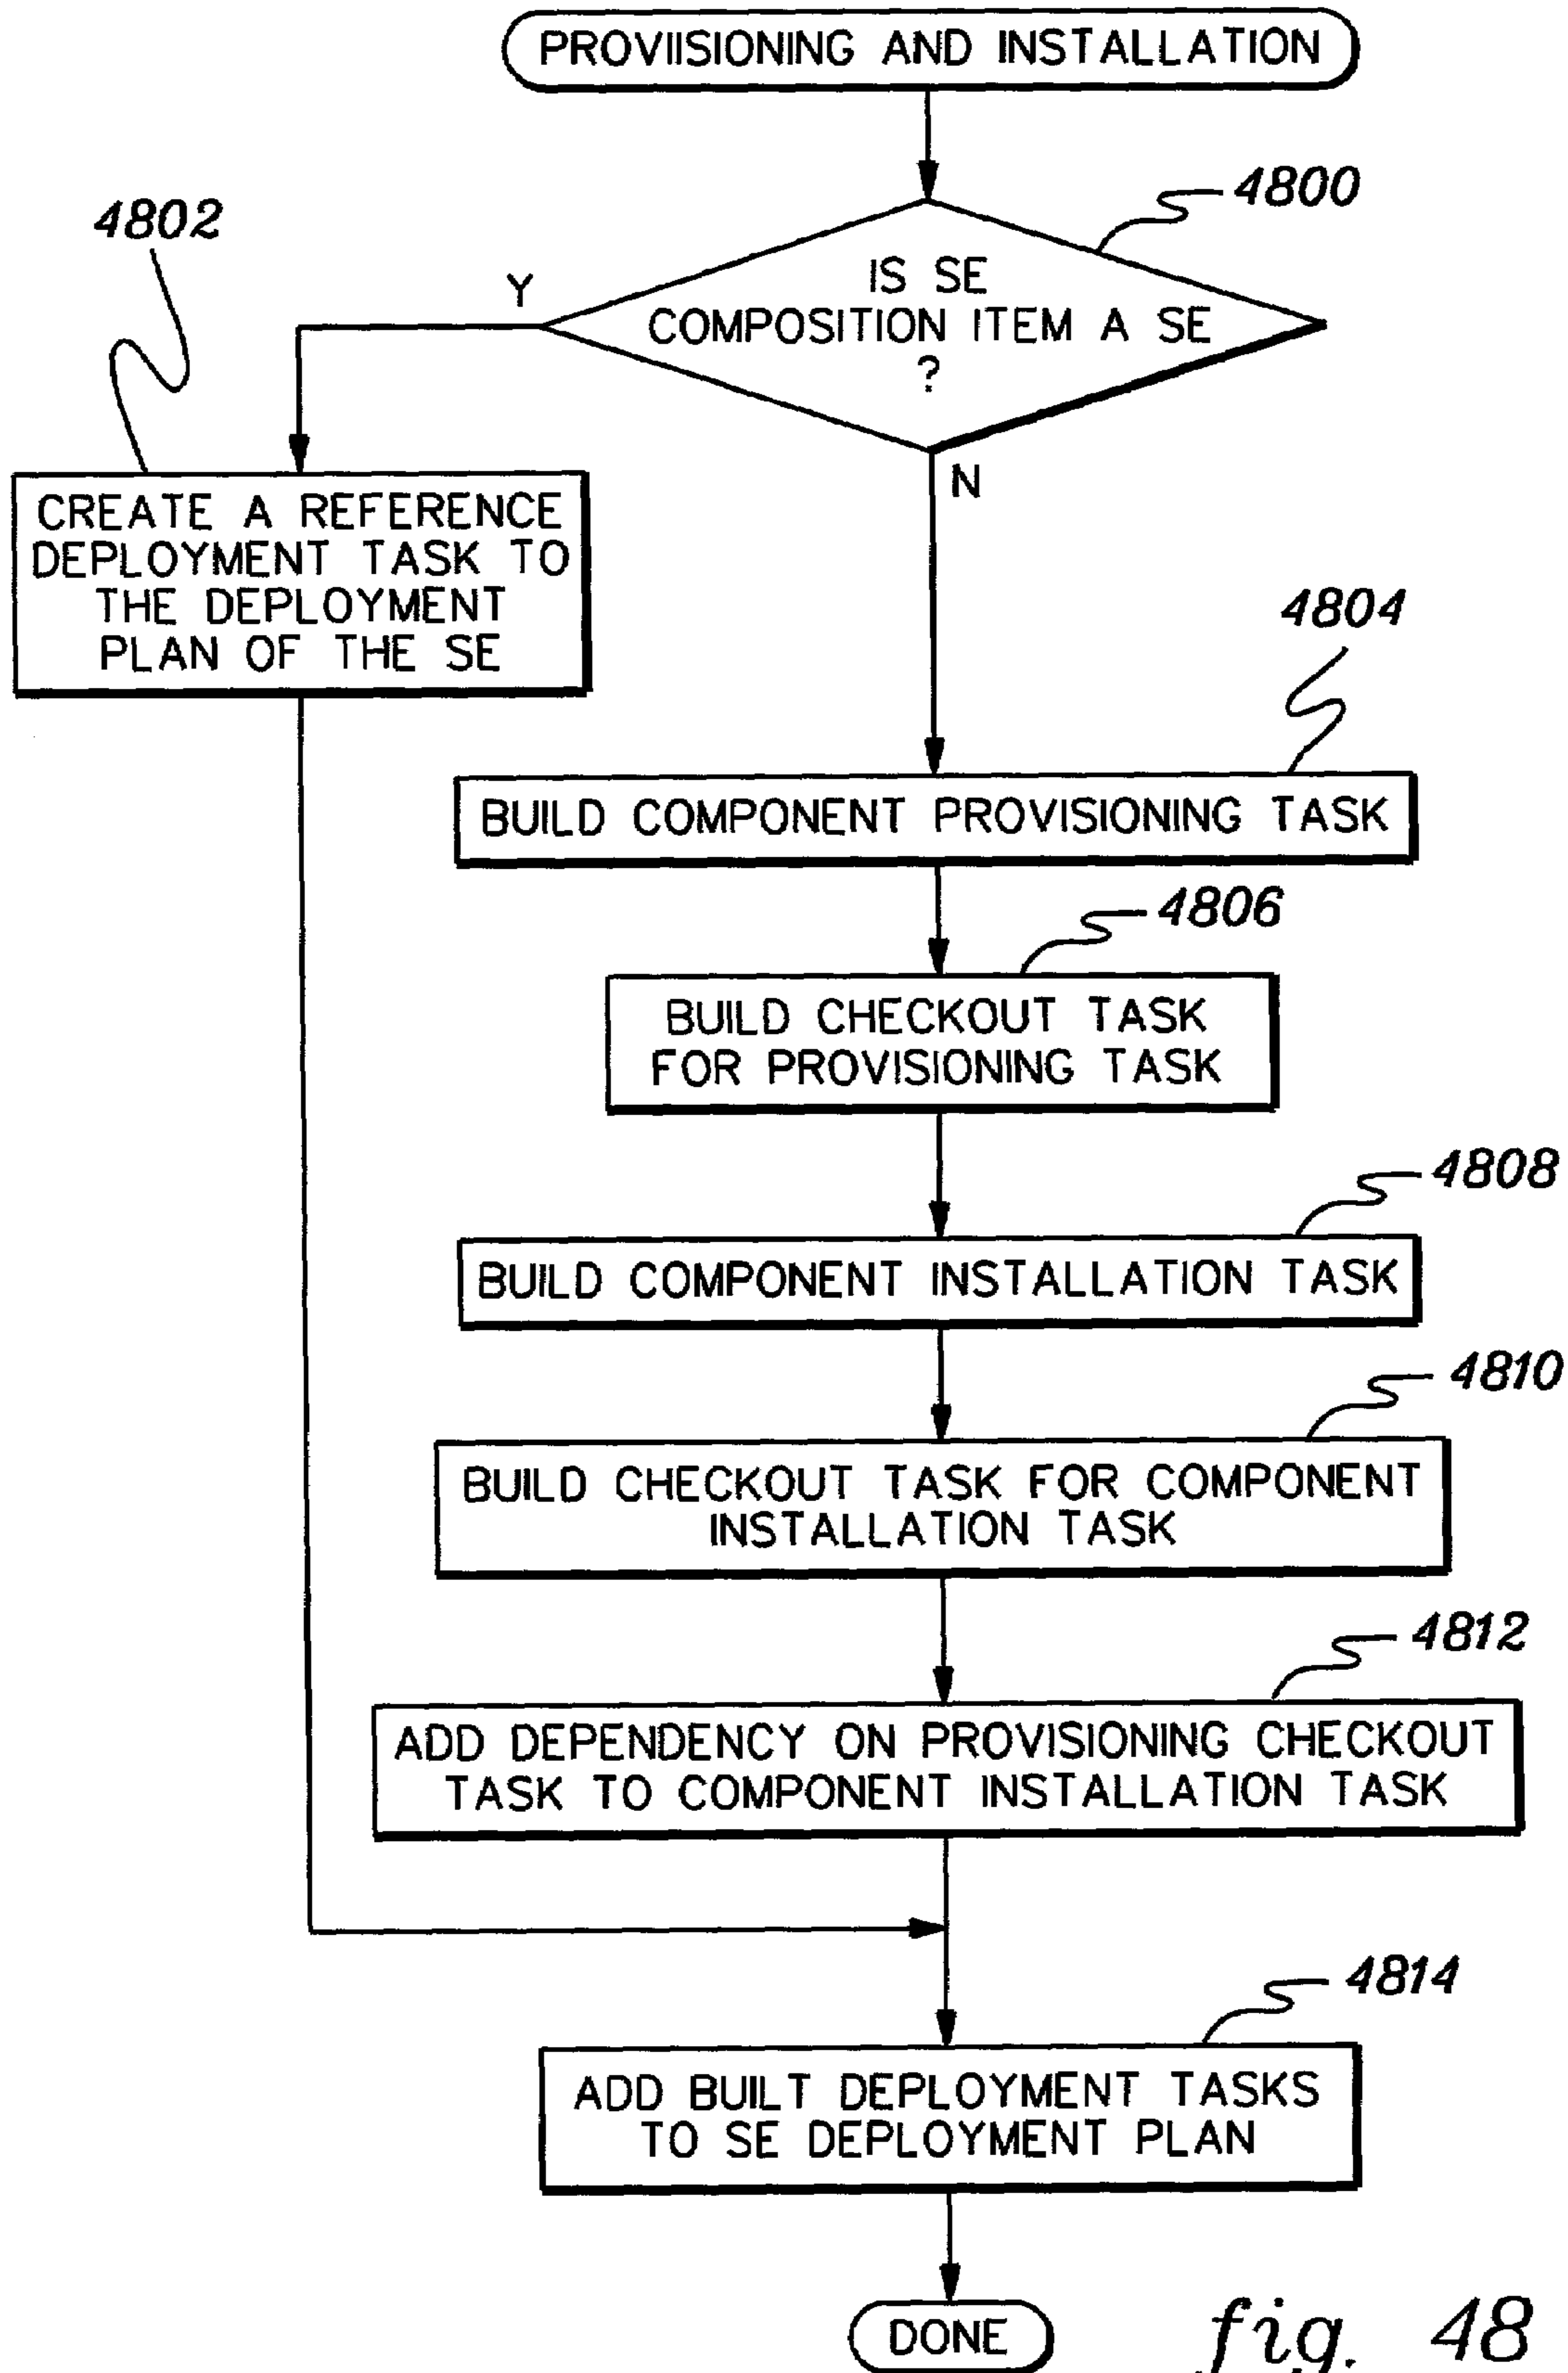 PROVIISIONING AND INSTALLATION
4800
4802
IS SE
COMPOSITION ITEM A SE
?
Y
N
CREATE A REFERENCE
DEPLOYMENT TASK TO
THE DEPLOYMENT
PLAN OF THE SE
4804
BUILD COMPONENT PROVISIONING TASK
4806
BUILD CHECKOUT TASK
FOR PROVISIONING TASK
4808
BUILD COMPONENT INSTALLATION TASK
4810
BUILD CHECKOUT TASK FOR COMPONENT
INSTALLATION TASK
4812
ADD DEPENDENCY ON PROVISIONING CHECKOUT
TASK TO COMPONENT INSTALLATION TASK
4814
ADD BUILT DEPLOYMENT TASKS
TO SE DEPLOYMENT PLAN
DONE
fig. 48